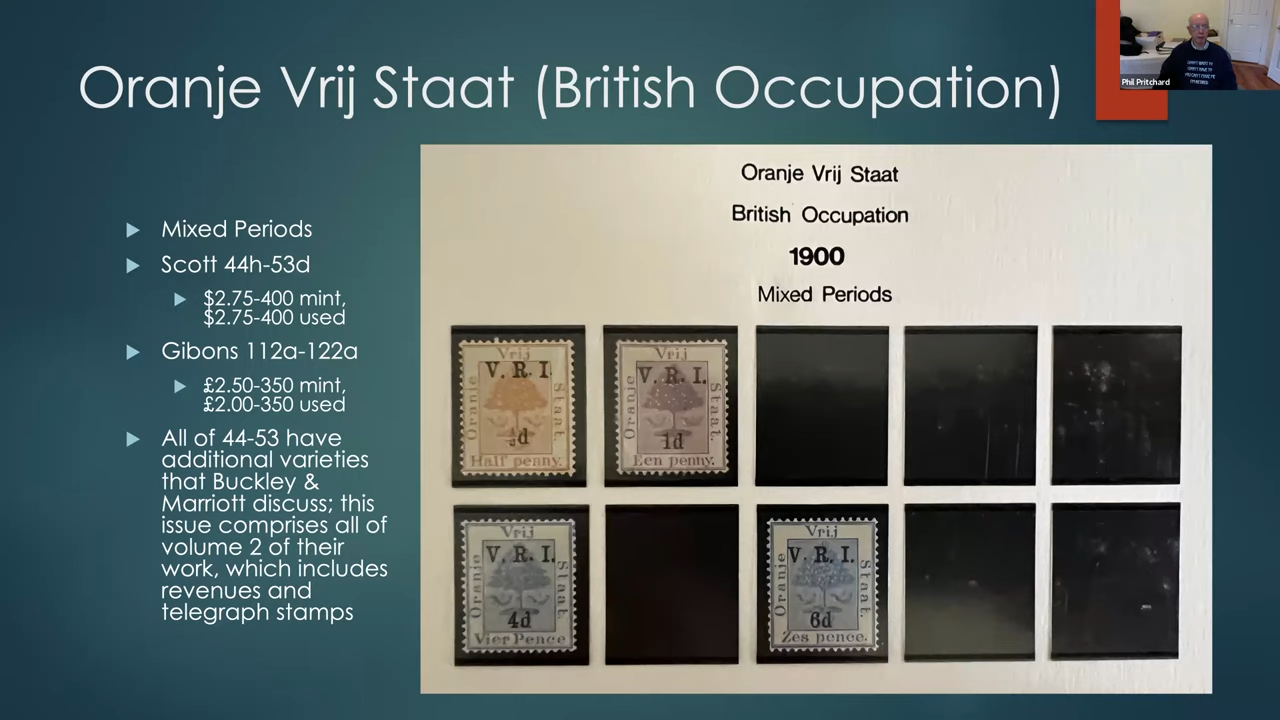 Oranje Vrij Staat (British Occupation)
Phil Pritchard
Mixed Periods
Scott 44h-53d
$2.75-400 mint,
$2.75-400 used
Gibons 112a-122a
£2.50-350 mint,
£2.00-350 used
All of 44-53 have
additional varieties
that Buckley &
Marriott discuss; this
issue comprises all of
volume 2 of their
work, which includes
revenues and
telegraph stamps
Oranje Vrij Staat
British Occupation
1900
Mixed Periods
Vrij
V. R. I.
Oranje
Staat.
½d
Half penny.
Vrij
V. R. I.
Oranje
Staat.
1d
Een penny.
Vrij
V. R. I.
Oranje
Staat.
4d
Vier Pence
Vrij
V. R. I.
Oranje
Staat.
6d
Zes pence.